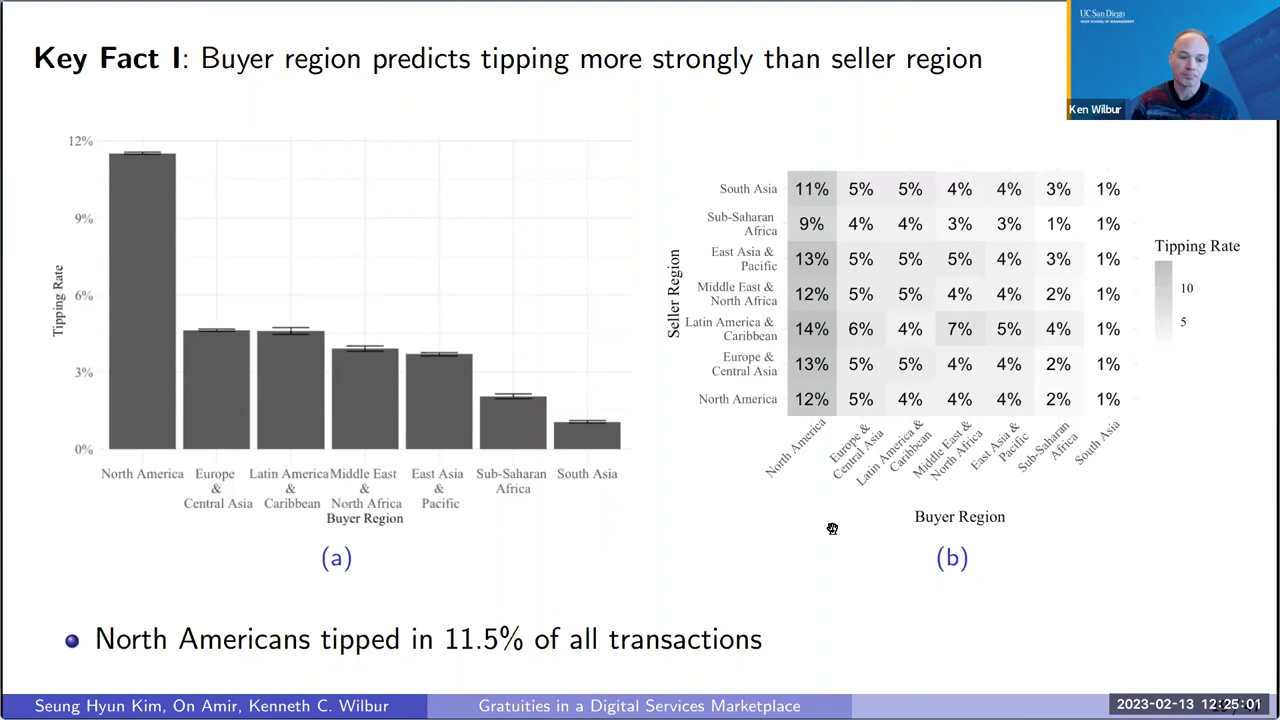 Key Fact I: Buyer region predicts tipping more strongly than seller region
UC San Diego
RADY SCHOOL OF MANAGEMENT
Ken Wilbur
12%
9%
6%
3%
0%
Tipping Rate
North America
Europe
&
Central Asia
Latin America
&
Caribbean
Middle East
&
North Africa
East Asia
&
Pacific
Sub-Saharan
Africa
South Asia
Buyer Region
(a)
Seller Region
South Asia 11% 5% 5% 4% 4% 3% 1%
Sub-Saharan
Africa 9% 4% 4% 3% 3% 1% 1%
East Asia &
Pacific 13% 5% 5% 5% 4% 3% 1%
Middle East &
North Africa 12% 5% 5% 4% 4% 2% 1%
Latin America &
Caribbean 14% 6% 4% 7% 5% 4% 1%
Europe &
Central Asia 13% 5% 5% 4% 4% 2% 1%
North America 12% 5% 4% 4% 4% 2% 1%
North America
Europe &
Central Asia
Latin America &
Caribbean
Middle East &
North Africa
East Asia &
Pacific
Sub-Saharan
Africa
South Asia
Buyer Region
Tipping Rate
10
5
(b)
North Americans tipped in 11.5% of all transactions
Seung Hyun Kim, On Amir, Kenneth C. Wilbur
Gratuities in a Digital Services Marketplace
2023-02-13 12:25:01